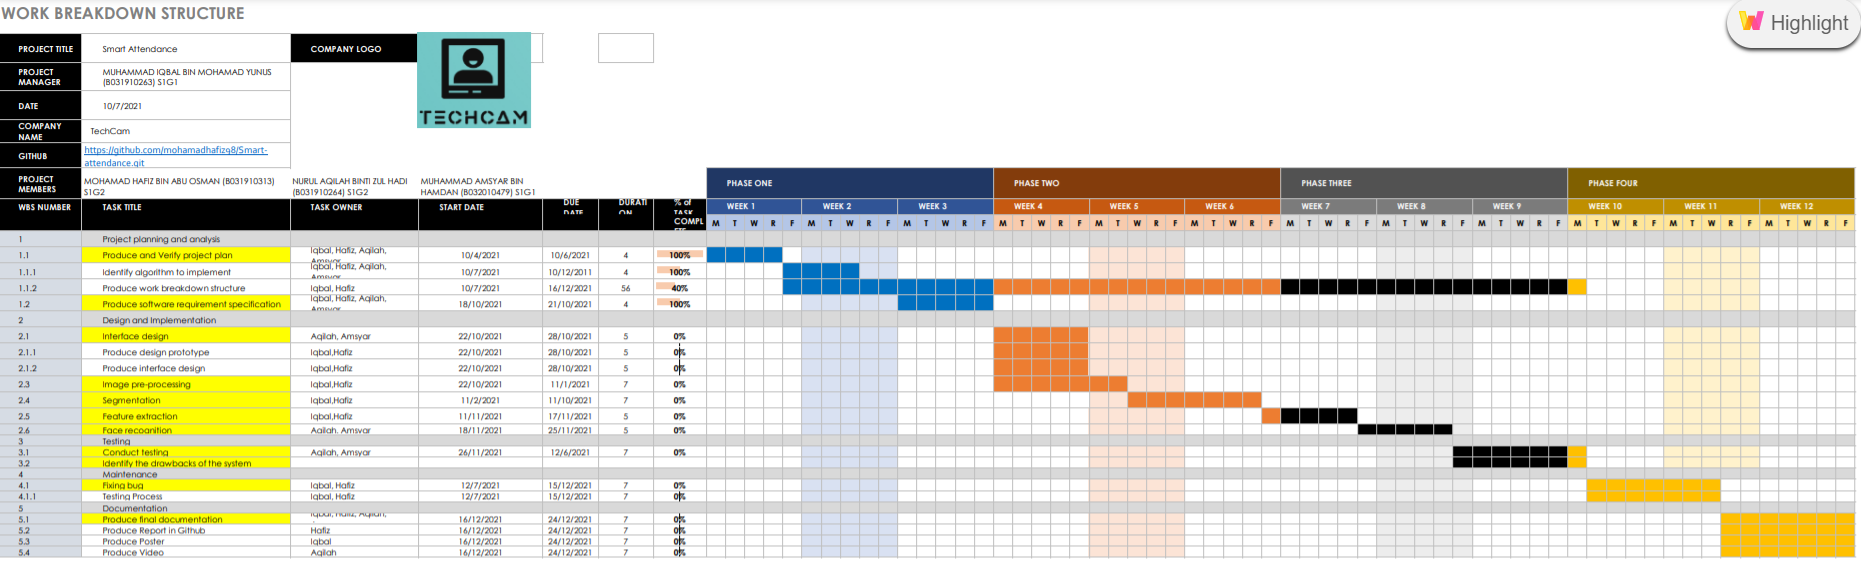 WORK BREAKDOWN STRUCTURE
Highlight
PROJECT TITLE Smart Attendance COMPANY LOGO
PROJECT MANAGER MUHAMMAD IQBAL BIN MOHAMAD YUNUS (B031910263) S1G1
TECHCAM
DATE 10/7/2021
COMPANY NAME TechCam
GITHUB https://github.com/mohamadhafiz98/Smart-attendance.git
PROJECT MEMBERS MOHAMAD HAFIZ BIN ABU OSMAN (B031910313) S1G2 NURUL AQILAH BINTI ZUL HADI (B031910264) S1G2 MUHAMMAD AMSYAR BIN HAMDAN (B032010479) S1G1
PHASE ONE PHASE TWO PHASE THREE PHASE FOUR
WBS NUMBER TASK TITLE TASK OWNER START DATE DUE DATE DURATION % of TASK COMPL
WEEK 1 WEEK 2 WEEK 3 WEEK 4 WEEK 5 WEEK 6 WEEK 7 WEEK 8 WEEK 9 WEEK 10 WEEK 11 WEEK 12
M T W R F M T W R F M T W R F M T W R F M T W R F M T W R F M T W R F M T W R F M T W R F M T W R F M T W R F M T W R F
1 Project planning and analysis
1.1 Produce and Verify project plan Iqbal, Hafiz, Aqilah, Amsyar 10/4/2021 10/6/2021 4 100%
1.1.1 Identify algorithm to implement Iqbal, Hafiz, Aqilah, Amsyar 10/7/2021 10/12/2011 4 100%
1.1.2 Produce work breakdown structure Iqbal, Hafiz 10/7/2021 16/12/2021 56 40%
1.2 Produce software requirement specification Iqbal, Hafiz, Aqilah, Amsyar 18/10/2021 21/10/2021 4 100%
2 Design and Implementation
2.1 Interface design Aqilah, Amsyar 22/10/2021 28/10/2021 5 0%
2.1.1 Produce design prototype Iqbal,Hafiz 22/10/2021 28/10/2021 5 0%
2.1.2 Produce interface design Iqbal,Hafiz 22/10/2021 28/10/2021 5 0%
2.3 Image pre-processing Iqbal,Hafiz 22/10/2021 11/1/2021 7 0%
2.4 Segmentation Iqbal,Hafiz 11/2/2021 11/10/2021 7 0%
2.5 Feature extraction Iqbal,Hafiz 11/11/2021 17/11/2021 5 0%
2.6 Face recognition Aqilah, Amsyar 18/11/2021 25/11/2021 5 0%
3 Testing
3.1 Conduct testing Aqilah, Amsyar 26/11/2021 12/6/2021 7 0%
3.2 Identify the drawbacks of the system
4 Maintenance
4.1 Fixing bug Iqbal, Hafiz 12/7/2021 15/12/2021 7 0%
4.1.1 Testing Process Iqbal, Hafiz 12/7/2021 15/12/2021 7 0%
5 Documentation
5.1 Produce final documentation Iqbal, Hafiz, Aqilah, 16/12/2021 24/12/2021 7 0%
5.2 Produce Report in Github Hafiz 16/12/2021 24/12/2021 7 0%
5.3 Produce Poster Iqbal 16/12/2021 24/12/2021 7 0%
5.4 Produce Video Aqilah 16/12/2021 24/12/2021 7 0%